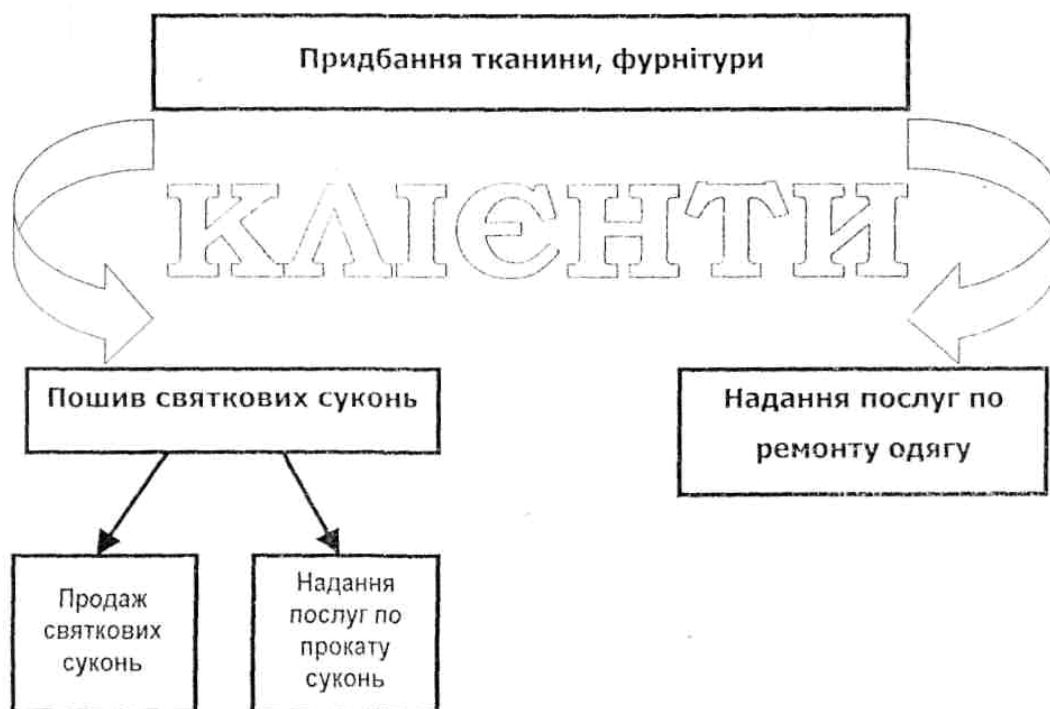 Придбання тканини, фурнітури
КЛІЄНТИ
Пошив святкових суконь
Надання послуг по
ремонту одягу
Продаж
святкових
суконь
Надання
послуг по
прокату
суконь